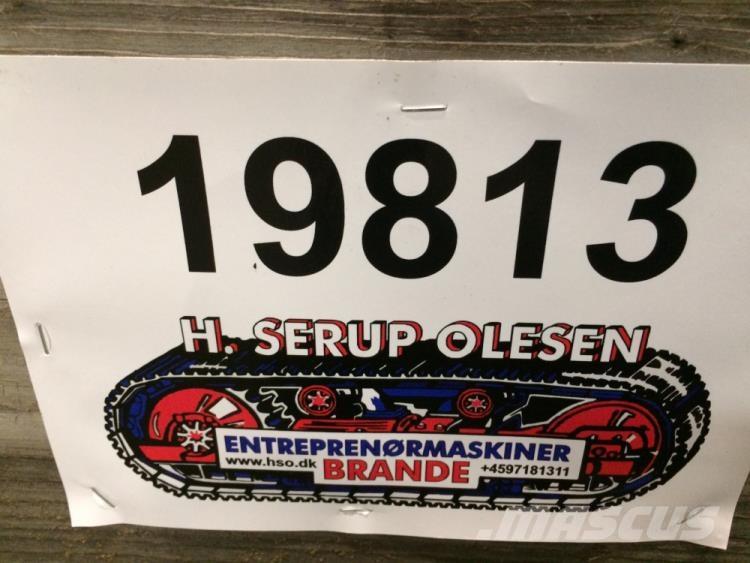 19813
H. SERUP OLESEN
ENTREPRENØRMASKINER
www.hso.dk BRANDE +4597181311
MASCUS